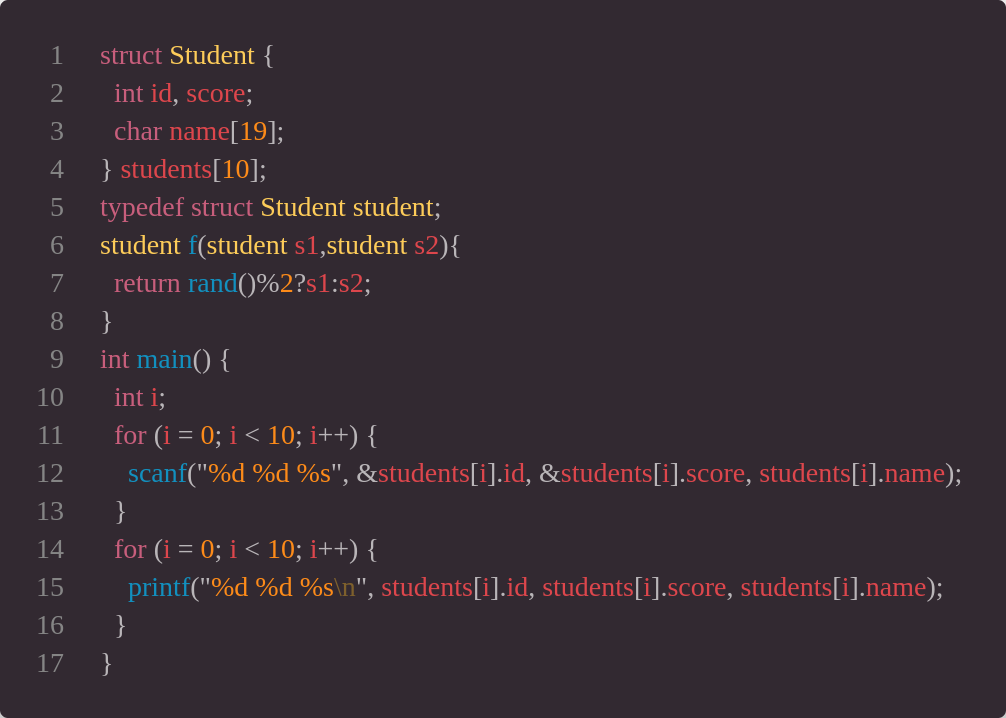 1 struct Student {
2 int id, score;
3 char name[19];
4 } students[10];
5 typedef struct Student student;
6 student f(student s1,student s2){
7 return rand()%2?s1:s2;
8 }
9 int main() {
10 int i;
11 for (i = 0; i < 10; i++) {
12 scanf("%d %d %s", &students[i].id, &students[i].score, students[i].name);
13 }
14 for (i = 0; i < 10; i++) {
15 printf("%d %d %s\n", students[i].id, students[i].score, students[i].name);
16 }
17 }